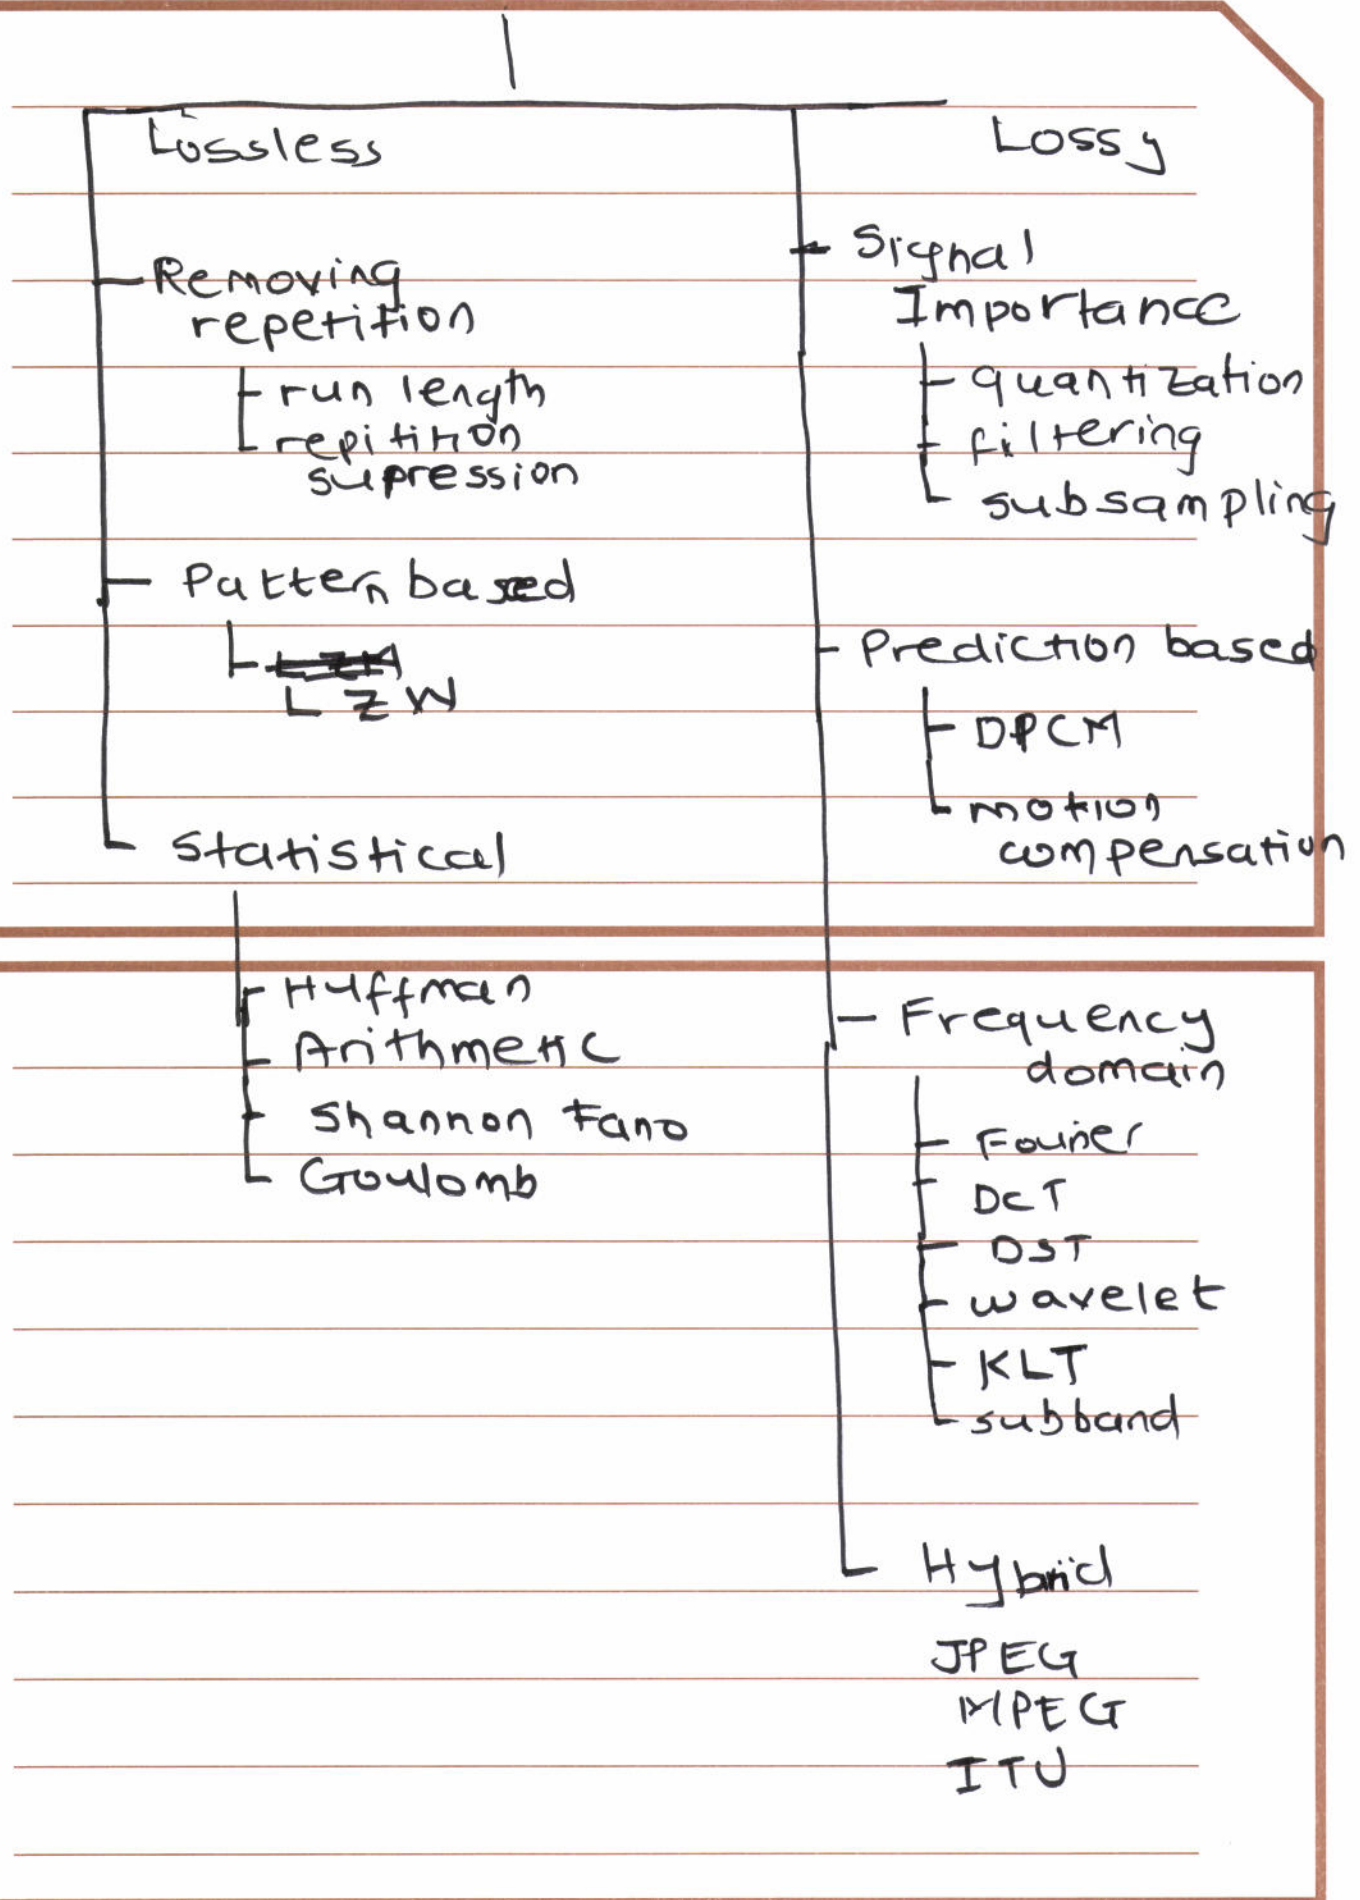 Lossless
Removing
repetition
run length
repitition
supression
Pattern based
LZW
Statistical
Huffman
Arithmetic
Shannon Fano
Goulomb
Lossy
Signal
Importance
quantization
filtering
subsampling
Prediction based
DPCM
motion
compensation
Frequency
domain
Fourier
DCT
DST
wavelet
KLT
subband
Hybrid
JPEG
MPEG
ITU